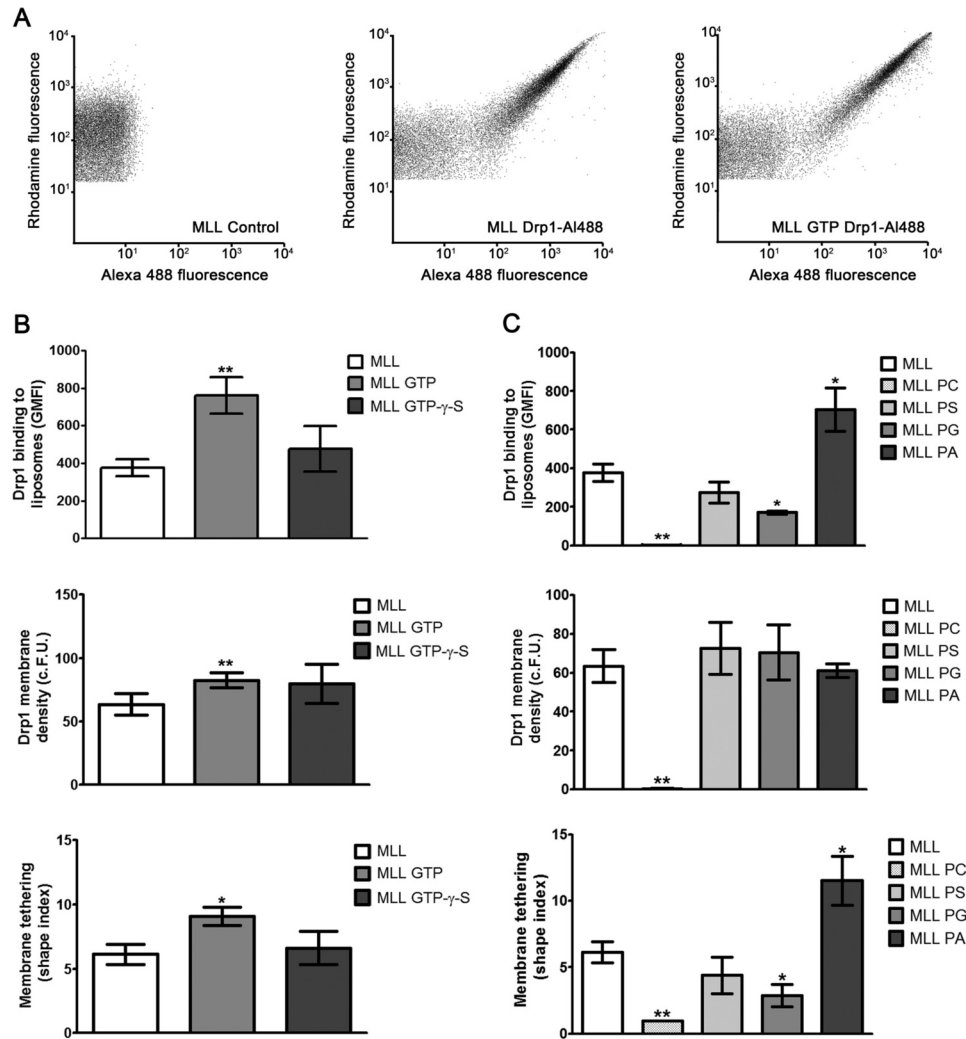 A
Rhodamine fluorescence
10⁴
10³
10²
10¹
MLL Control
10¹ 10² 10³ 10⁴
Alexa 488 fluorescence
Rhodamine fluorescence
10⁴
10³
10²
10¹
MLL Drp1-Al488
10¹ 10² 10³ 10⁴
Alexa 488 fluorescence
Rhodamine fluorescence
10⁴
10³
10²
10¹
MLL GTP Drp1-Al488
10¹ 10² 10³ 10⁴
Alexa 488 fluorescence
B
Drp1 binding to
liposomes (GMFI)
1000
800
600
400
200
0
**
MLL
MLL GTP
MLL GTP-γ-S
Drp1 membrane
density (c.F.U.)
150
100
50
0
**
MLL
MLL GTP
MLL GTP-γ-S
Membrane tethering
(shape index)
15
10
5
0
*
MLL
MLL GTP
MLL GTP-γ-S
C
Drp1 binding to
liposomes (GMFI)
1000
800
600
400
200
0
**
*
*
MLL
MLL PC
MLL PS
MLL PG
MLL PA
Drp1 membrane
density (c.F.U.)
100
80
60
40
20
0
**
MLL
MLL PC
MLL PS
MLL PG
MLL PA
Membrane tethering
(shape index)
15
10
5
0
**
*
*
MLL
MLL PC
MLL PS
MLL PG
MLL PA